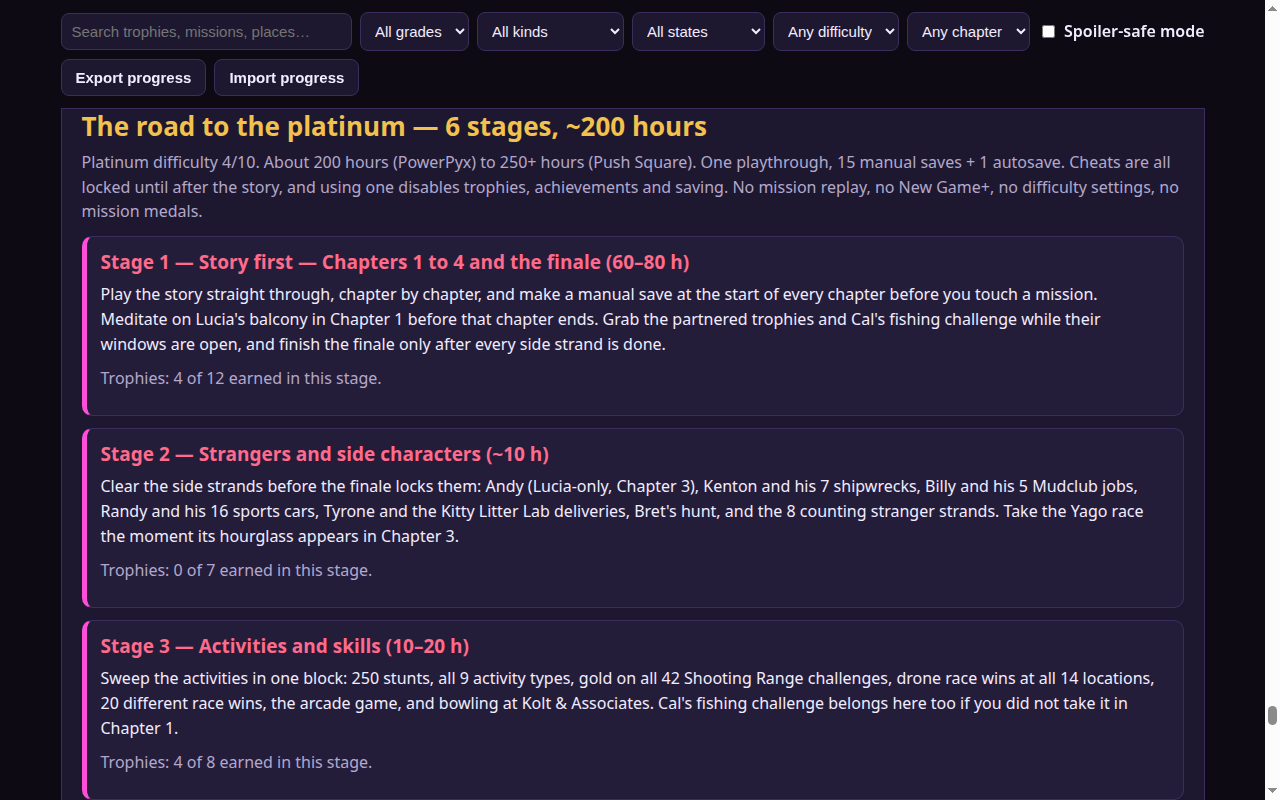 Search trophies, missions, places…
All grades
All kinds
All states
Any difficulty
Any chapter
Spoiler-safe mode
Export progress
Import progress
The road to the platinum — 6 stages, ~200 hours
Platinum difficulty 4/10. About 200 hours (PowerPyx) to 250+ hours (Push Square). One playthrough, 15 manual saves + 1 autosave. Cheats are all
locked until after the story, and using one disables trophies, achievements and saving. No mission replay, no New Game+, no difficulty settings, no
mission medals.
Stage 1 — Story first — Chapters 1 to 4 and the finale (60–80 h)
Play the story straight through, chapter by chapter, and make a manual save at the start of every chapter before you touch a mission.
Meditate on Lucia's balcony in Chapter 1 before that chapter ends. Grab the partnered trophies and Cal's fishing challenge while their
windows are open, and finish the finale only after every side strand is done.
Trophies: 4 of 12 earned in this stage.
Stage 2 — Strangers and side characters (~10 h)
Clear the side strands before the finale locks them: Andy (Lucia-only, Chapter 3), Kenton and his 7 shipwrecks, Billy and his 5 Mudclub jobs,
Randy and his 16 sports cars, Tyrone and the Kitty Litter Lab deliveries, Bret's hunt, and the 8 counting stranger strands. Take the Yago race
the moment its hourglass appears in Chapter 3.
Trophies: 0 of 7 earned in this stage.
Stage 3 — Activities and skills (10–20 h)
Sweep the activities in one block: 250 stunts, all 9 activity types, gold on all 42 Shooting Range challenges, drone race wins at all 14 locations,
20 different race wins, the arcade game, and bowling at Kolt & Associates. Cal's fishing challenge belongs here too if you did not take it in
Chapter 1.
Trophies: 4 of 8 earned in this stage.